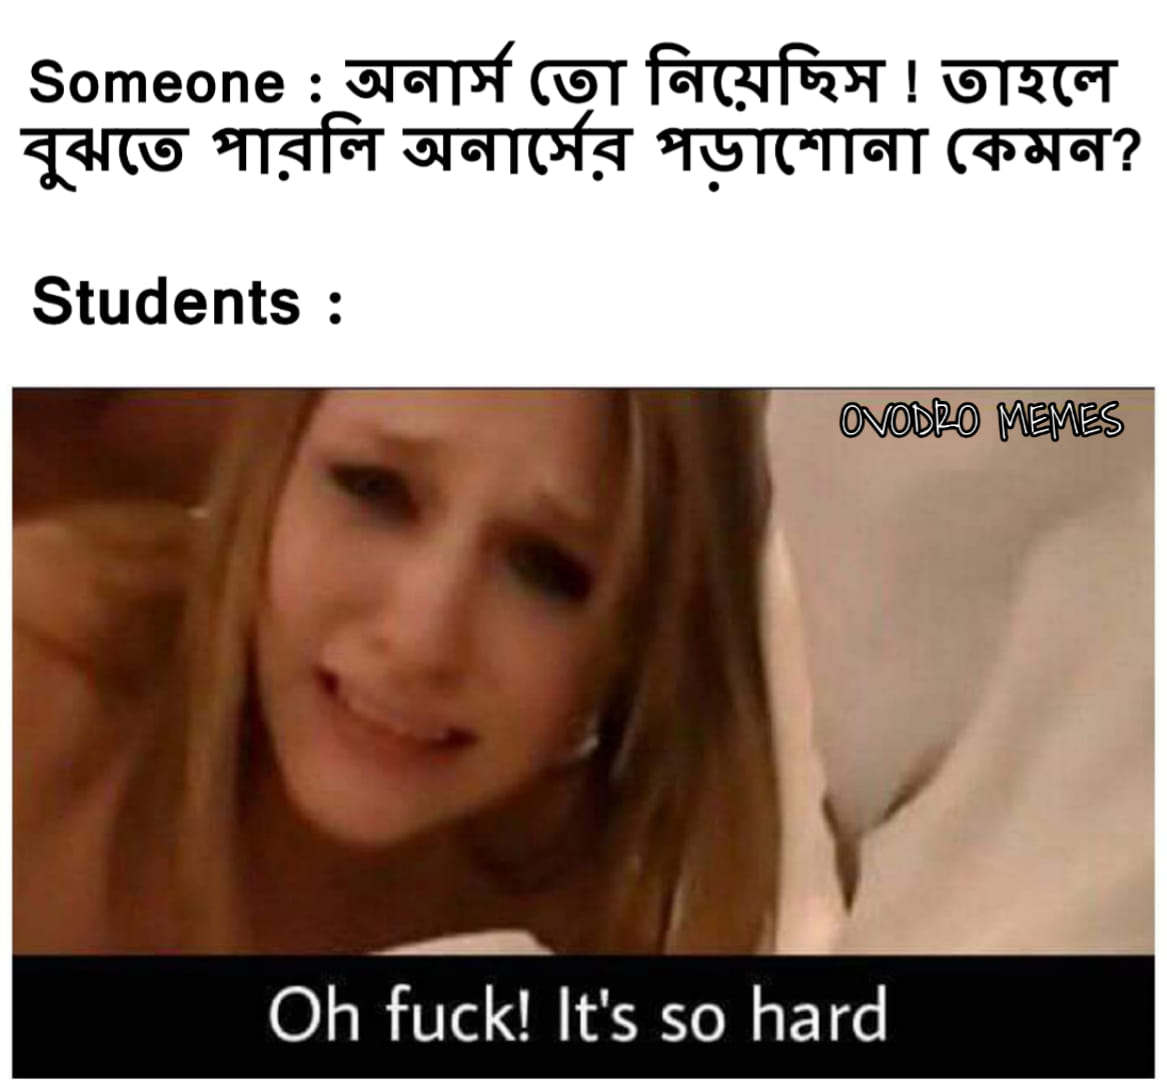 Someone : অনার্স তো নিয়েছিস ! তাহলে
বুঝতে পারলি অনার্সের পড়াশোনা কেমন?
Students :
OVODRO MEMES
Oh fuck! It's so hard